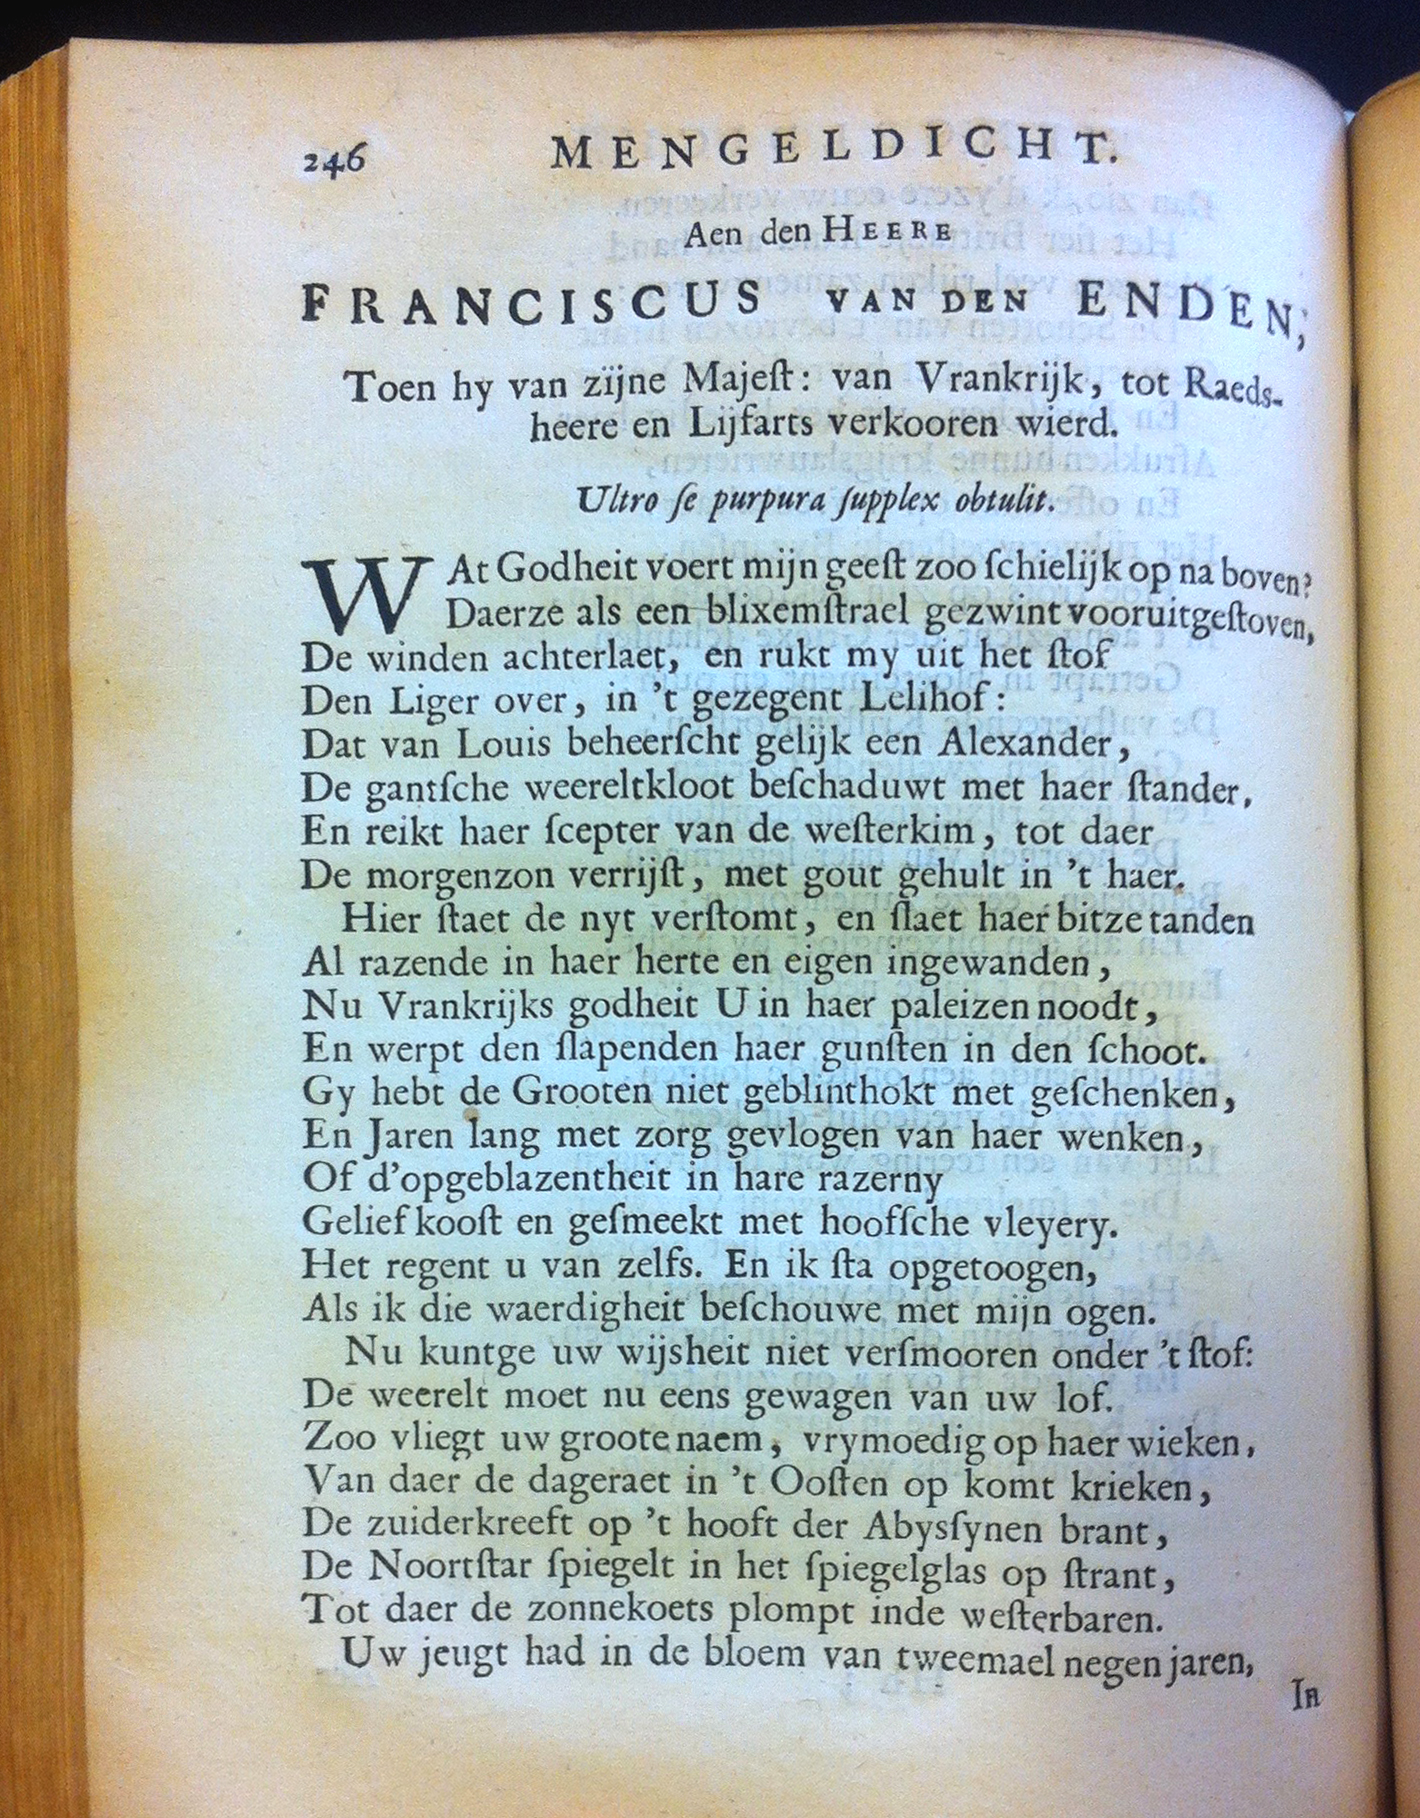 246 MENGELDICHT.
Aen den HEERE
FRANCISCUS VAN DEN ENDEN;
Toen hy van zijne Majeſt: van Vrankrijk, tot Raeds-
heere en Lijfarts verkooren wierd.
Ultro ſe purpura ſupplex obtulit.
WAt Godheit voert mijn geeſt zoo ſchielijk op na boven?
Daerze als een blixemſtrael gezwint vooruitgeſtoven,
De winden achterlaet, en rukt my uit het ſtof
Den Liger over, in 't gezegent Lelihof:
Dat van Louis beheerſcht gelijk een Alexander,
De gantſche weereltkloot beſchaduwt met haer ſtander,
En reikt haer ſcepter van de weſterkim, tot daer
De morgenzon verrijſt, met gout gehult in 't haer.
Hier ſtaet de nyt verſtomt, en ſlaet haer bitze tanden
Al razende in haer herte en eigen ingewanden,
Nu Vrankrijks godheit U in haer paleizen noodt,
En werpt den ſlapenden haer gunſten in den ſchoot.
Gy hebt de Grooten niet geblinthokt met geſchenken,
En Jaren lang met zorg gevlogen van haer wenken,
Of d'opgeblazentheit in hare razerny
Gelief kooſt en geſmeekt met hoofſche vleyery.
Het regent u van zelfs. En ik ſta opgetoogen,
Als ik die waerdigheit beſchouwe met mijn ogen.
Nu kuntge uw wijsheit niet verſmooren onder 't ſtof:
De weerelt moet nu eens gewagen van uw lof.
Zoo vliegt uw groote naem, vrymoedig op haer wieken,
Van daer de dageraet in 't Ooſten op komt krieken,
De zuiderkreeft op 't hooft der Abysſynen brant,
De Noortſtar ſpiegelt in het ſpiegelglas op ſtrant,
Tot daer de zonnekoets plompt inde weſterbaren.
Uw jeugt had in de bloem van tweemael negen jaren,
In